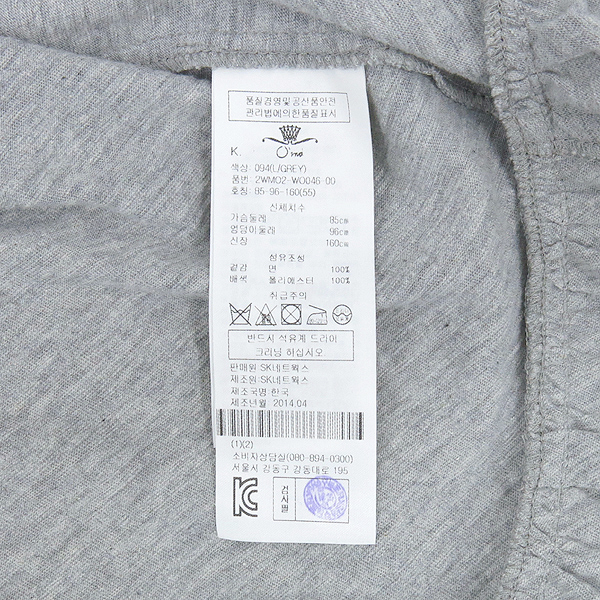 품질경영및공산품안전
관리법에의한품질표시
K.
O'2nd
색상: 094(L/GREY)
품번: 2WMO2-WO046-00
호칭: 85-96-160(55)
신체치수
가슴둘레 85㎝
엉덩이둘레 96㎝
신장 160㎝
섬유조성
겉감 면 100%
배색 폴리에스터 100%
취급주의
반드시 석유계 드라이
크리닝 하십시오
판매원:SK네트웍스
제조원:SK네트웍스
제조국명:한국
제조년월 2014,04
(1)(2)
소비자상담실(080-894-0300)
서울시 강동구 강동대로 195
검사필